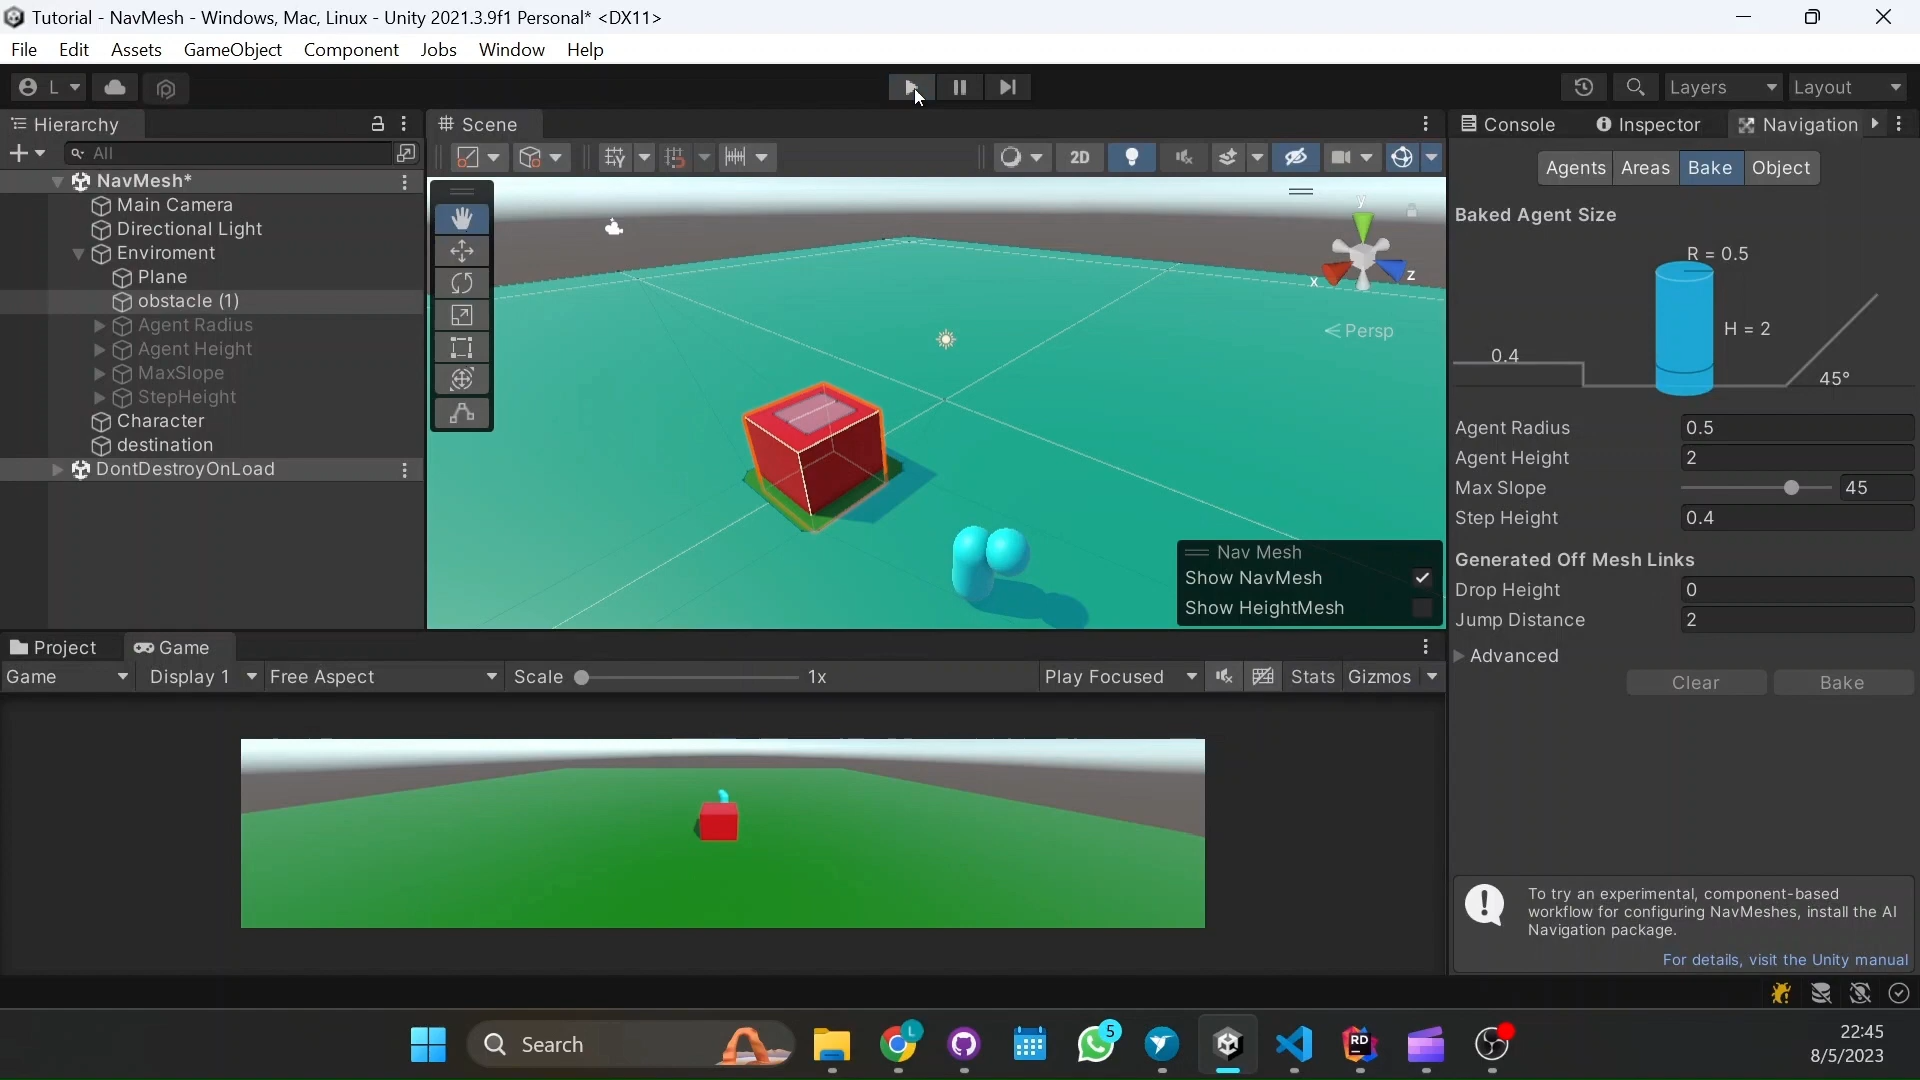 Tutorial - NavMesh - Windows, Mac, Linux - Unity 2021.3.9f1 Personal* <DX11>
File Edit Assets GameObject Component Jobs Window Help
L Layers Layout
Hierarchy Scene Console Inspector Navigation
All 2D
Agents Areas Bake Object
NavMesh*
Main Camera
Directional Light
Enviroment
Plane
obstacle (1)
Agent Radius
Agent Height
MaxSlope
StepHeight
Character
destination
DontDestroyOnLoad
y
x z
Persp
Nav Mesh
Show NavMesh
Show HeightMesh
Baked Agent Size
R = 0.5
H = 2
0.4
45°
Agent Radius 0.5
Agent Height 2
Max Slope 45
Step Height 0.4
Generated Off Mesh Links
Drop Height 0
Jump Distance 2
Advanced
Clear Bake
Project Game
Game Display 1 Free Aspect Scale 1x Play Focused Stats Gizmos
To try an experimental, component-based
workflow for configuring NavMeshes, install the AI
Navigation package.
For details, visit the Unity manual
Search L 5 RD
22:45
8/5/2023